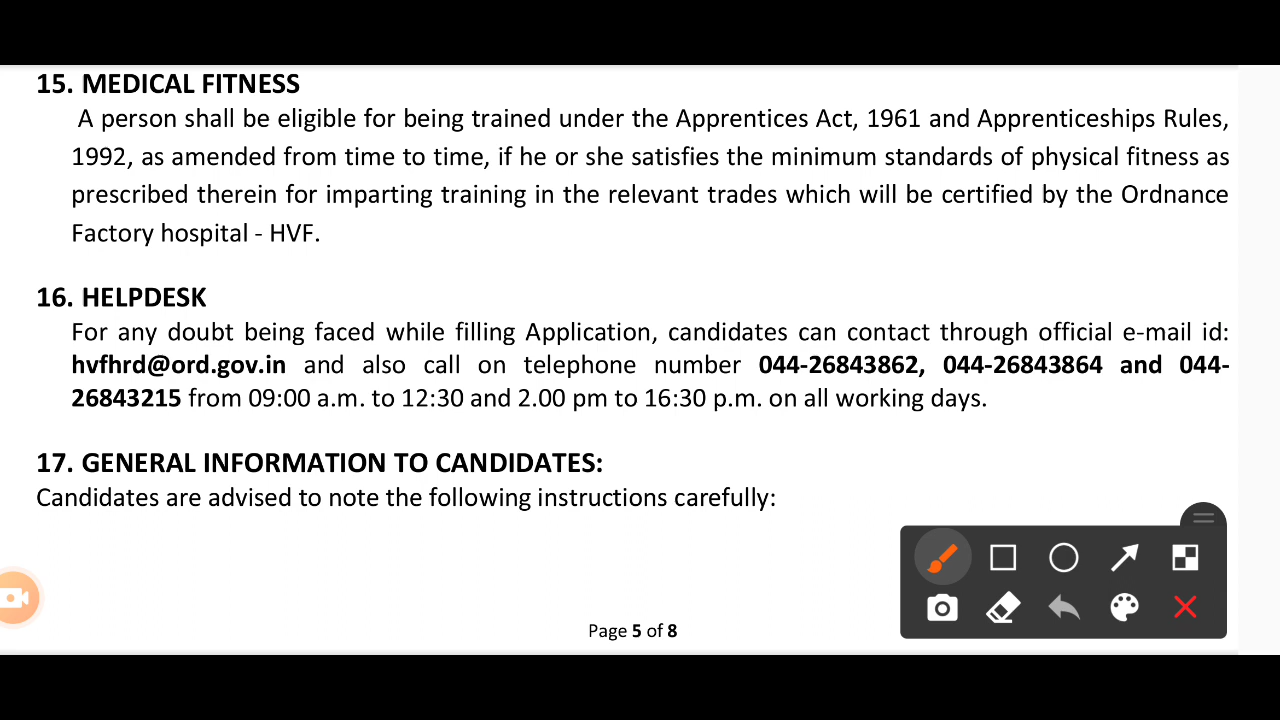 15. MEDICAL FITNESS
A person shall be eligible for being trained under the Apprentices Act, 1961 and Apprenticeships Rules,
1992, as amended from time to time, if he or she satisfies the minimum standards of physical fitness as
prescribed therein for imparting training in the relevant trades which will be certified by the Ordnance
Factory hospital - HVF.
16. HELPDESK
For any doubt being faced while filling Application, candidates can contact through official e-mail id:
hvfhrd@ord.gov.in and also call on telephone number 044-26843862, 044-26843864 and 044-
26843215 from 09:00 a.m. to 12:30 and 2.00 pm to 16:30 p.m. on all working days.
17. GENERAL INFORMATION TO CANDIDATES:
Candidates are advised to note the following instructions carefully:
Page 5 of 8